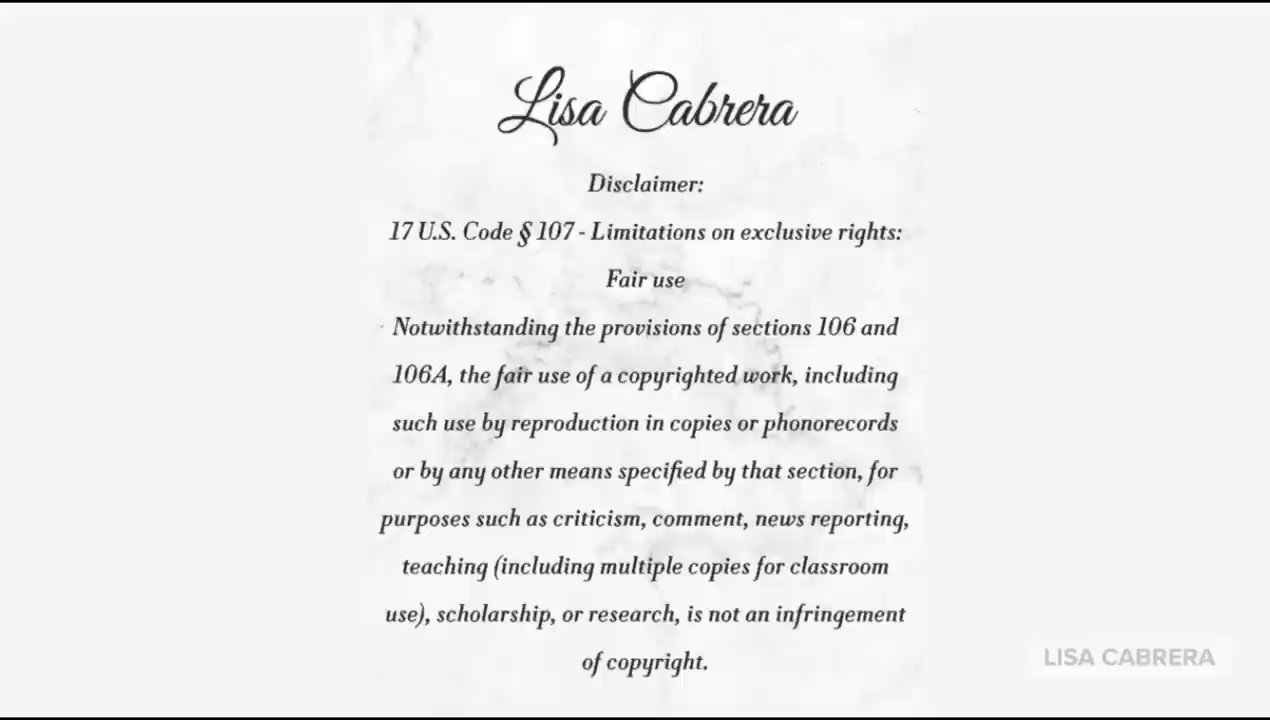 Lisa Cabrera
Disclaimer:
17 U.S. Code § 107 - Limitations on exclusive rights:
Fair use
Notwithstanding the provisions of sections 106 and
106A, the fair use of a copyrighted work, including
such use by reproduction in copies or phonorecords
or by any other means specified by that section, for
purposes such as criticism, comment, news reporting,
teaching (including multiple copies for classroom
use), scholarship, or research, is not an infringement
of copyright.
LISA CABRERA